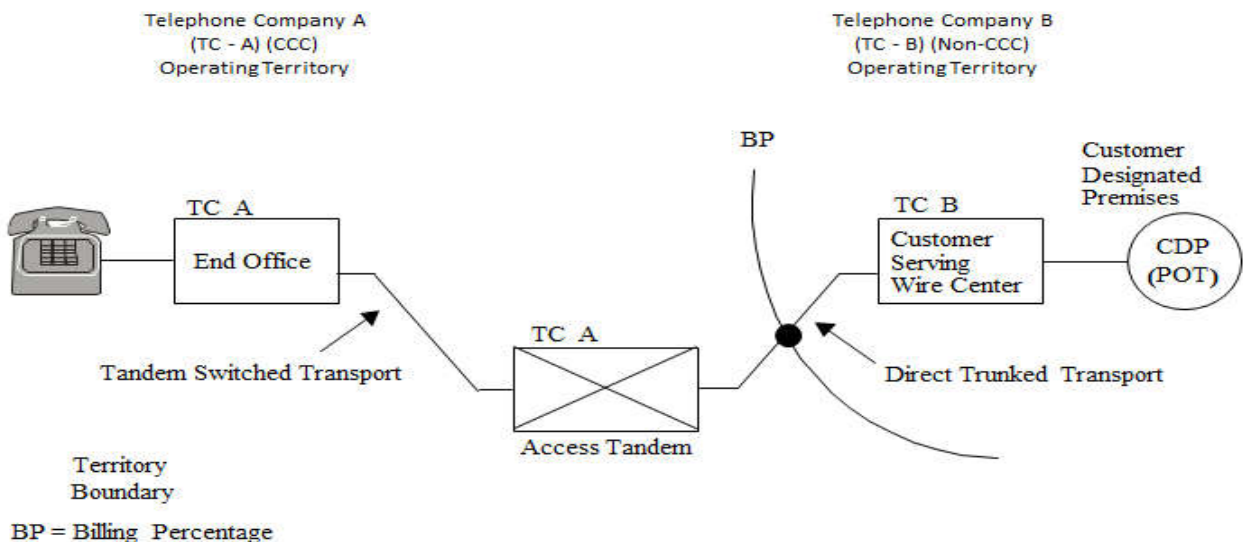 Telephone Company A
(TC - A) (CCC)
Operating Territory
Telephone Company B
(TC - B) (Non-CCC)
Operating Territory
BP
Customer
Designated
Premises
TC A
End Office
TC B
Customer
Serving
Wire Center
CDP
(POT)
TC A
Tandem Switched Transport
Direct Trunked Transport
Access Tandem
Territory
Boundary
BP = Billing Percentage